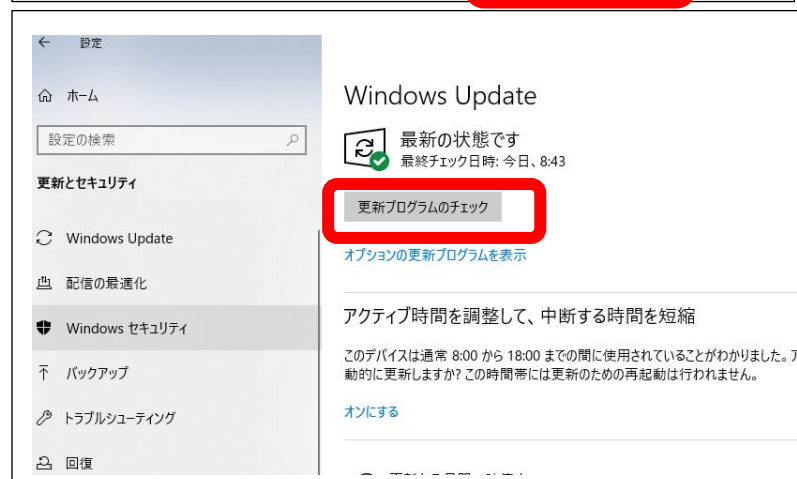 設定
ホーム
設定の検索
更新とセキュリティ
Windows Update
配信の最適化
Windows セキュリティ
バックアップ
トラブルシューティング
回復
Windows Update
最新の状態です
最終チェック日時: 今日、8:43
更新プログラムのチェック
オプションの更新プログラムを表示
アクティブ時間を調整して、中断する時間を短縮
このデバイスは通常 8:00 から 18:00 までの間に使用されていることがわかりました。ア
動的に更新しますか? この時間帯には更新のための再起動は行われません。
オンにする